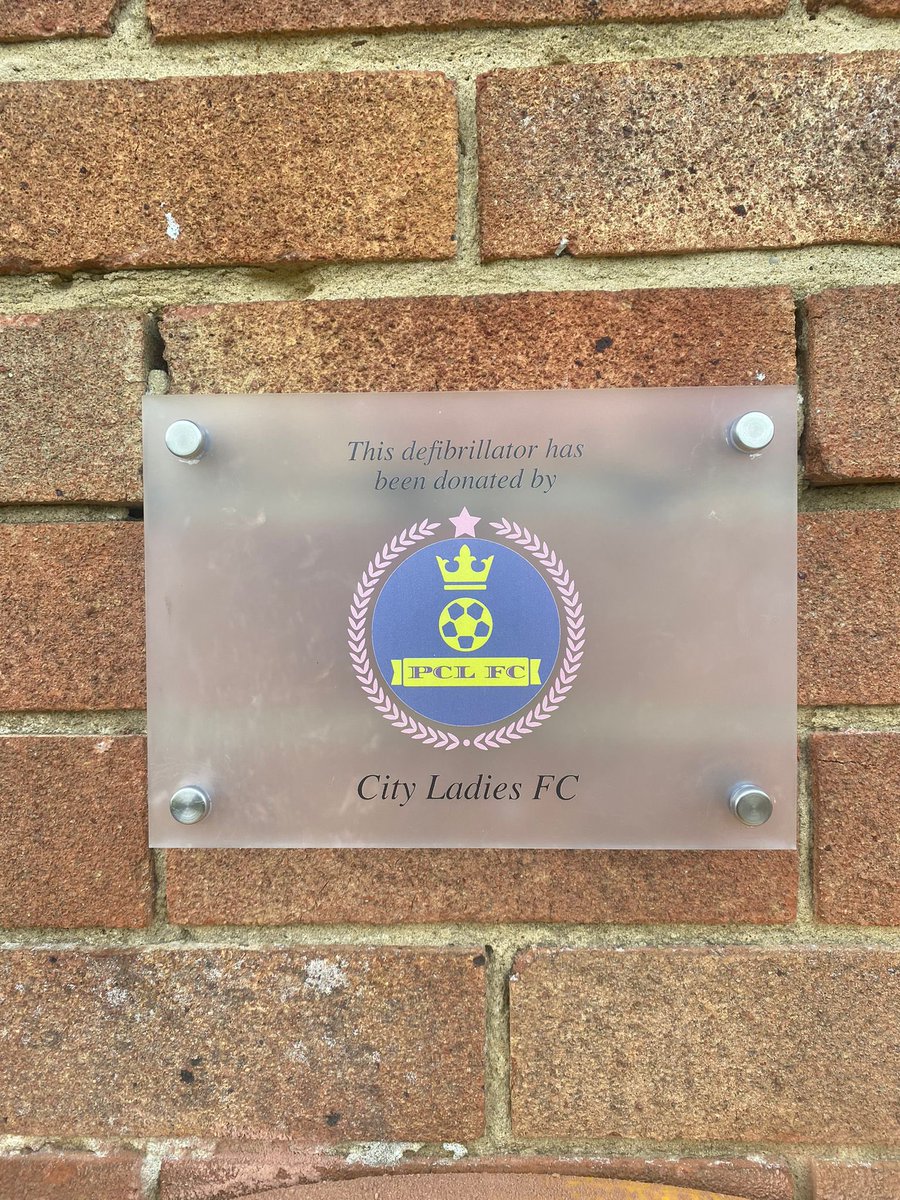 This defibrillator has
been donated by
PCL FC
City Ladies FC